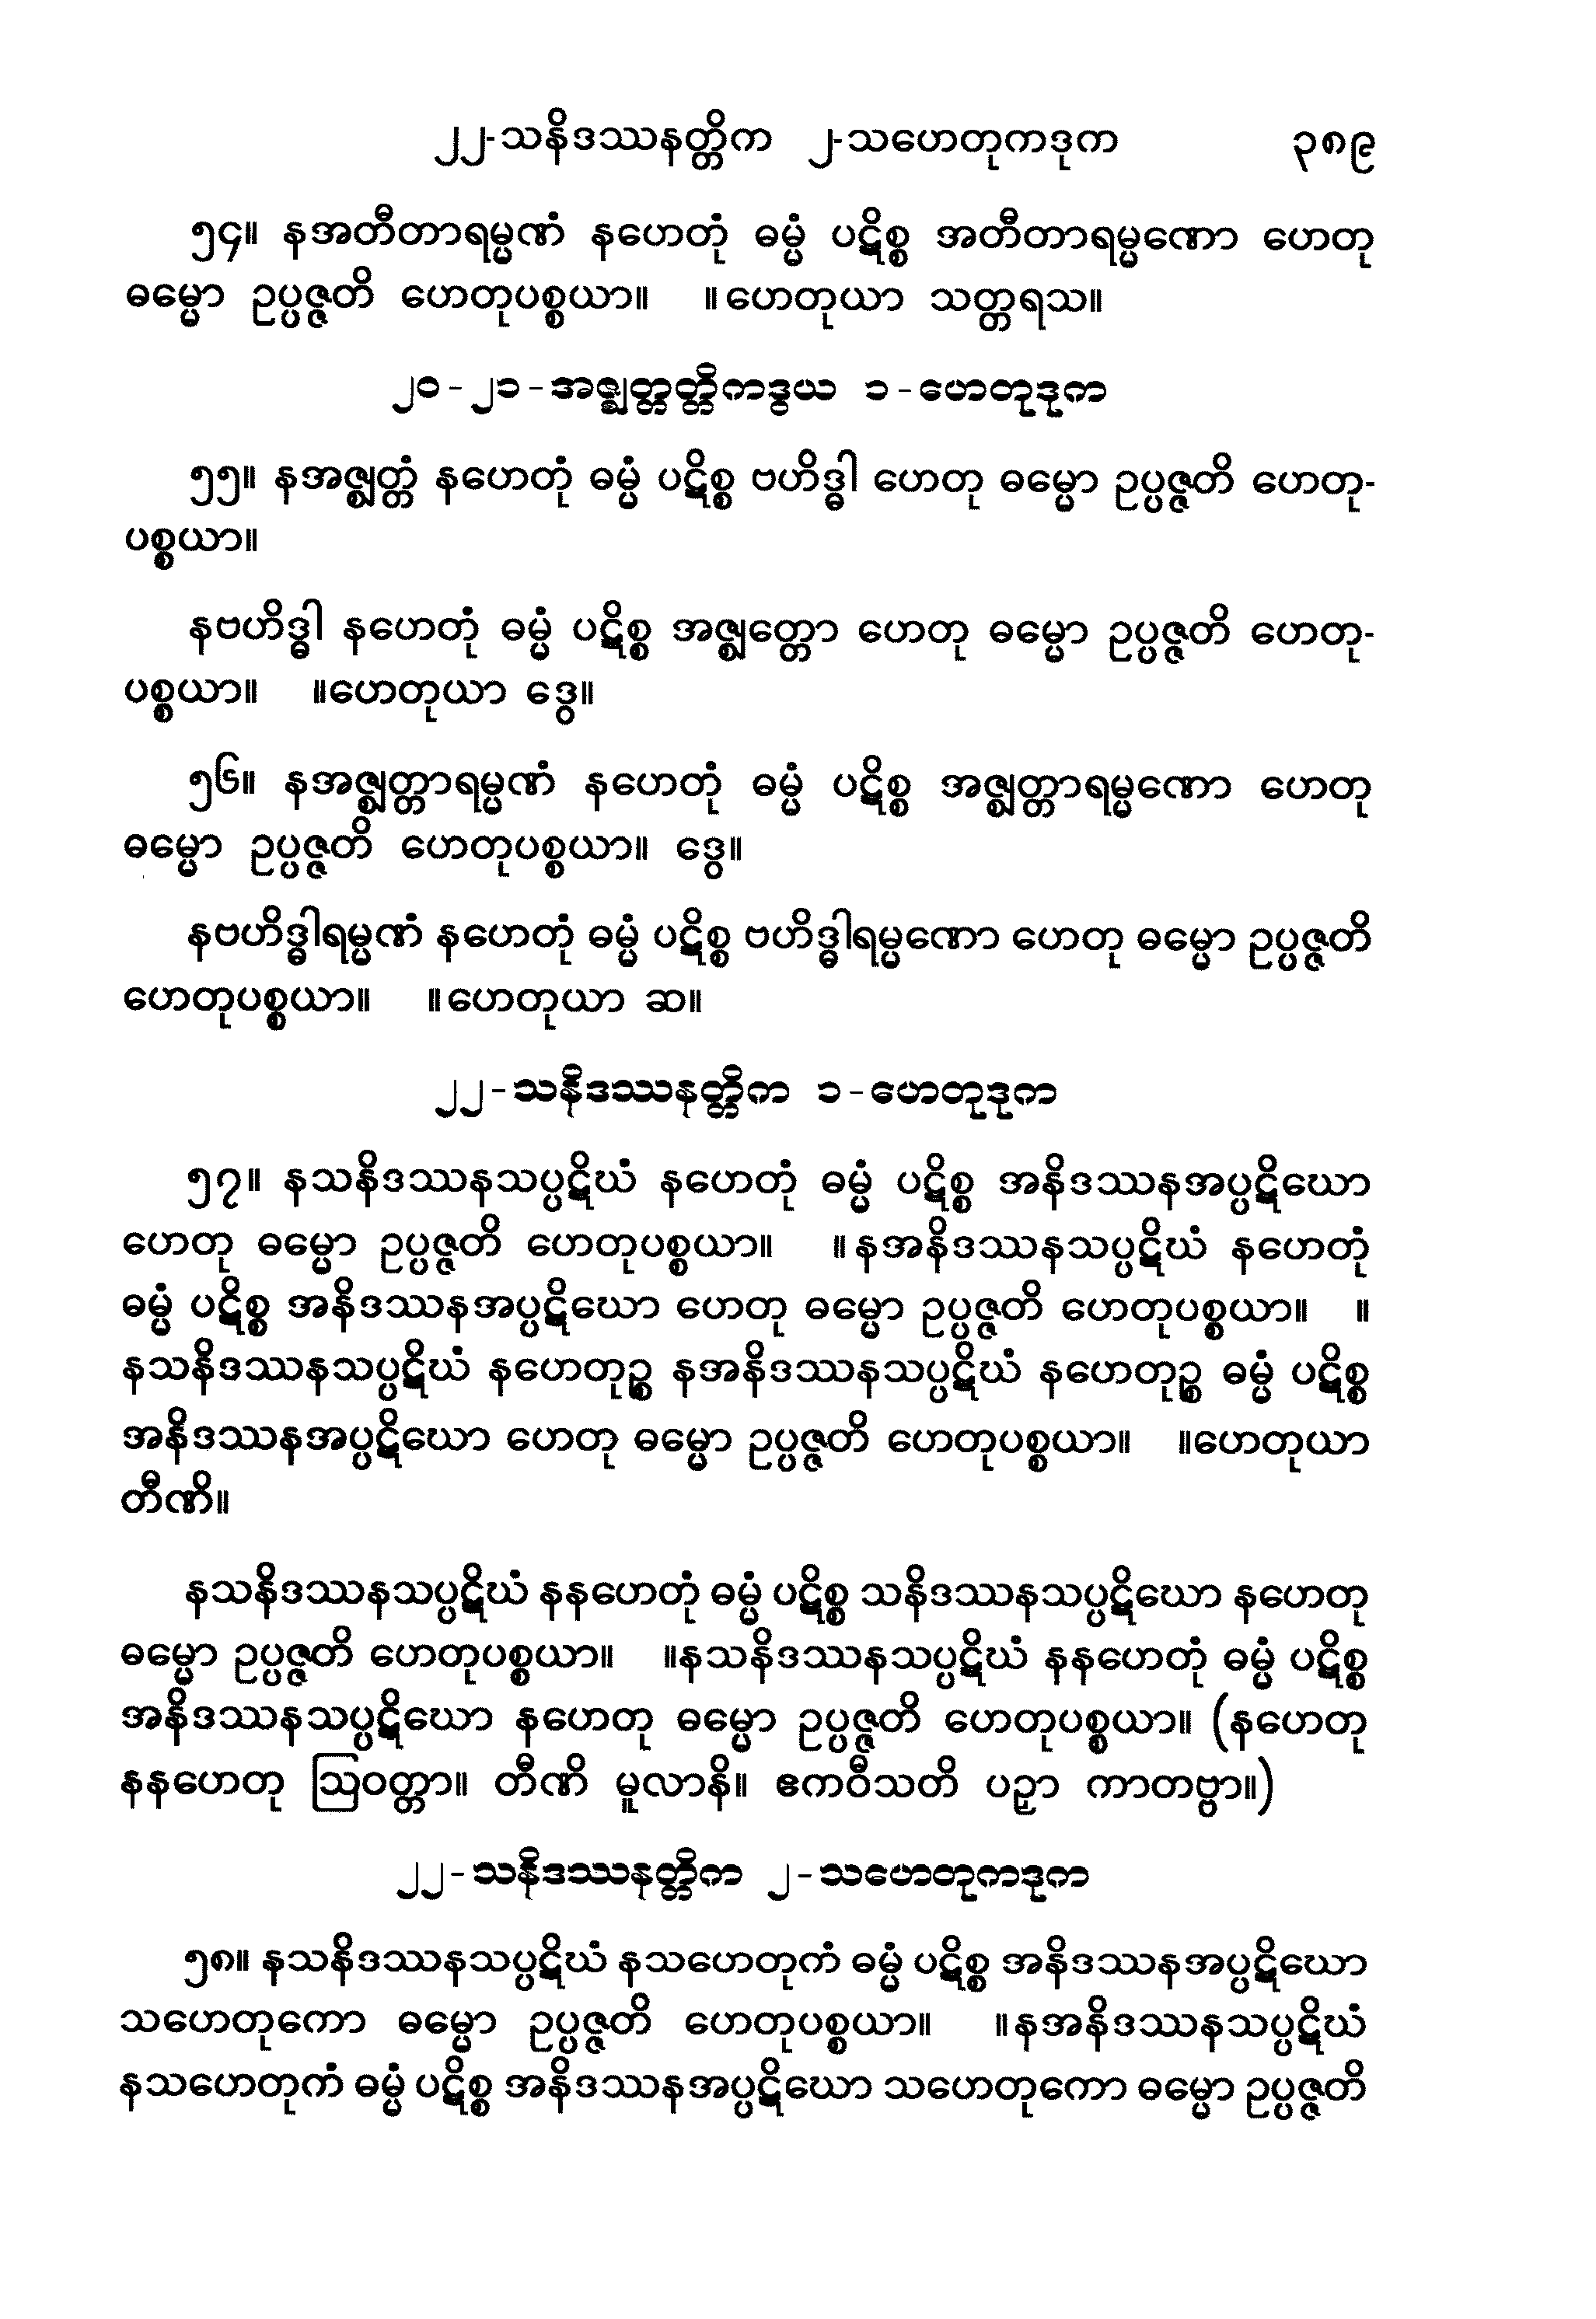 ၂၂-သနိဒဿနတ္တိက ၂-သဟေတုကဒုက ၃၈၉
၅၄။ နအတီတာရမ္မဏံ နဟေတုံ ဓမ္မံ ပဋိစ္စ အတီတာရမ္မဏော ဟေတု
ဓမ္မော ဥပ္ပဇ္ဇတိ ဟေတုပစ္စယာ။ ။ဟေတုယာ သတ္တရသ။
၂၀-၂၁-အဇ္ဈတ္တတ္တိကဒွယ ၁-ဟေတုဒုက
၅၅။ နအဇ္ဈတ္တံ နဟေတုံ ဓမ္မံ ပဋိစ္စ ဗဟိဒ္ဓါ ဟေတု ဓမ္မော ဥပ္ပဇ္ဇတိ ဟေတု-
ပစ္စယာ။
နဗဟိဒ္ဓါ နဟေတုံ ဓမ္မံ ပဋိစ္စ အဇ္ဈတ္တော ဟေတု ဓမ္မော ဥပ္ပဇ္ဇတိ ဟေတု-
ပစ္စယာ။ ။ဟေတုယာ ဒွေ။
၅၆။ နအဇ္ဈတ္တာရမ္မဏံ နဟေတုံ ဓမ္မံ ပဋိစ္စ အဇ္ဈတ္တာရမ္မဏော ဟေတု
ဓမ္မော ဥပ္ပဇ္ဇတိ ဟေတုပစ္စယာ။ ဒွေ။
နဗဟိဒ္ဓါရမ္မဏံ နဟေတုံ ဓမ္မံ ပဋိစ္စ ဗဟိဒ္ဓါရမ္မဏော ဟေတု ဓမ္မော ဥပ္ပဇ္ဇတိ
ဟေတုပစ္စယာ။ ။ဟေတုယာ ဆ။
၂၂-သနိဒဿနတ္တိက ၁-ဟေတုဒုက
၅၇။ နသနိဒဿနသပ္ပဋိဃံ နဟေတုံ ဓမ္မံ ပဋိစ္စ အနိဒဿနအပ္ပဋိဃော
ဟေတု ဓမ္မော ဥပ္ပဇ္ဇတိ ဟေတုပစ္စယာ။ ။နအနိဒဿနသပ္ပဋိဃံ နဟေတုံ
ဓမ္မံ ပဋိစ္စ အနိဒဿနအပ္ပဋိဃော ဟေတု ဓမ္မော ဥပ္ပဇ္ဇတိ ဟေတုပစ္စယာ။ ။
နသနိဒဿနသပ္ပဋိဃံ နဟေတုဉ္စ နအနိဒဿနသပ္ပဋိဃံ နဟေတုဉ္စ ဓမ္မံ ပဋိစ္စ
အနိဒဿနအပ္ပဋိဃော ဟေတု ဓမ္မော ဥပ္ပဇ္ဇတိ ဟေတုပစ္စယာ။ ။ဟေတုယာ
တီဏိ။
နသနိဒဿနသပ္ပဋိဃံ နနဟေတုံ ဓမ္မံ ပဋိစ္စ သနိဒဿနသပ္ပဋိဃော နဟေတု
ဓမ္မော ဥပ္ပဇ္ဇတိ ဟေတုပစ္စယာ။ ။နသနိဒဿနသပ္ပဋိဃံ နနဟေတုံ ဓမ္မံ ပဋိစ္စ
အနိဒဿနသပ္ပဋိဃော နဟေတု ဓမ္မော ဥပ္ပဇ္ဇတိ ဟေတုပစ္စယာ။ (နဟေတု
နနဟေတု ဩဝတ္တာ။ တီဏိ မူလာနိ။ ဧကဝီသတိ ပဉှာ ကာတဗ္ဗာ။)
၂၂-သနိဒဿနတ္တိက ၂-သဟေတုကဒုက
၅၈။ နသနိဒဿနသပ္ပဋိဃံ နသဟေတုကံ ဓမ္မံ ပဋိစ္စ အနိဒဿနအပ္ပဋိဃော
သဟေတုကော ဓမ္မော ဥပ္ပဇ္ဇတိ ဟေတုပစ္စယာ။ ။နအနိဒဿနသပ္ပဋိဃံ
နသဟေတုကံ ဓမ္မံ ပဋိစ္စ အနိဒဿနအပ္ပဋိဃော သဟေတုကော ဓမ္မော ဥပ္ပဇ္ဇတိ